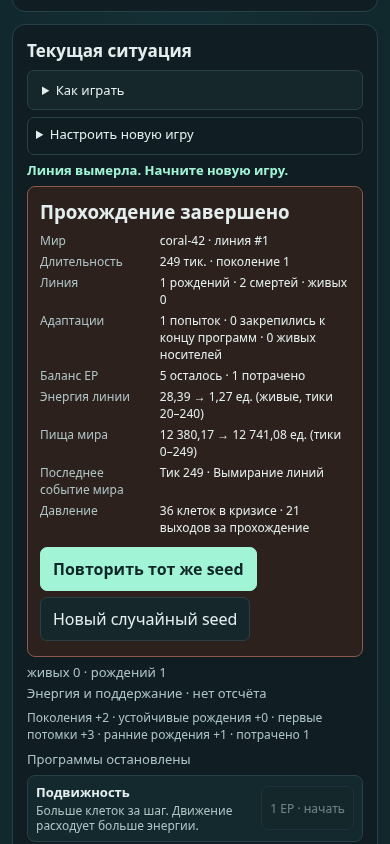 Текущая ситуация
▶ Как играть
▶ Настроить новую игру
Линия вымерла. Начните новую игру.
Прохождение завершено
Мир coral-42 · линия #1
Длительность 249 тик. · поколение 1
Линия 1 рождений · 2 смертей · живых
0
Адаптации 1 попыток · 0 закрепились к
концу программ · 0 живых
носителей
Баланс EP 5 осталось · 1 потрачено
Энергия линии 28,39 → 1,27 ед. (живые, тики
20–240)
Пища мира 12 380,17 → 12 741,08 ед. (тики
0–249)
Последнее Тик 249 · Вымирание линий
событие мира
Давление 36 клеток в кризисе · 21
выходов за прохождение
Повторить тот же seed
Новый случайный seed
живых 0 · рождений 1
Энергия и поддержание · нет отсчёта
Поколения +2 · устойчивые рождения +0 · первые
потомки +3 · ранние рождения +1 · потрачено 1
Программы остановлены
Подвижность
Больше клеток за шаг. Движение
расходует больше энергии.
1 EP · начать